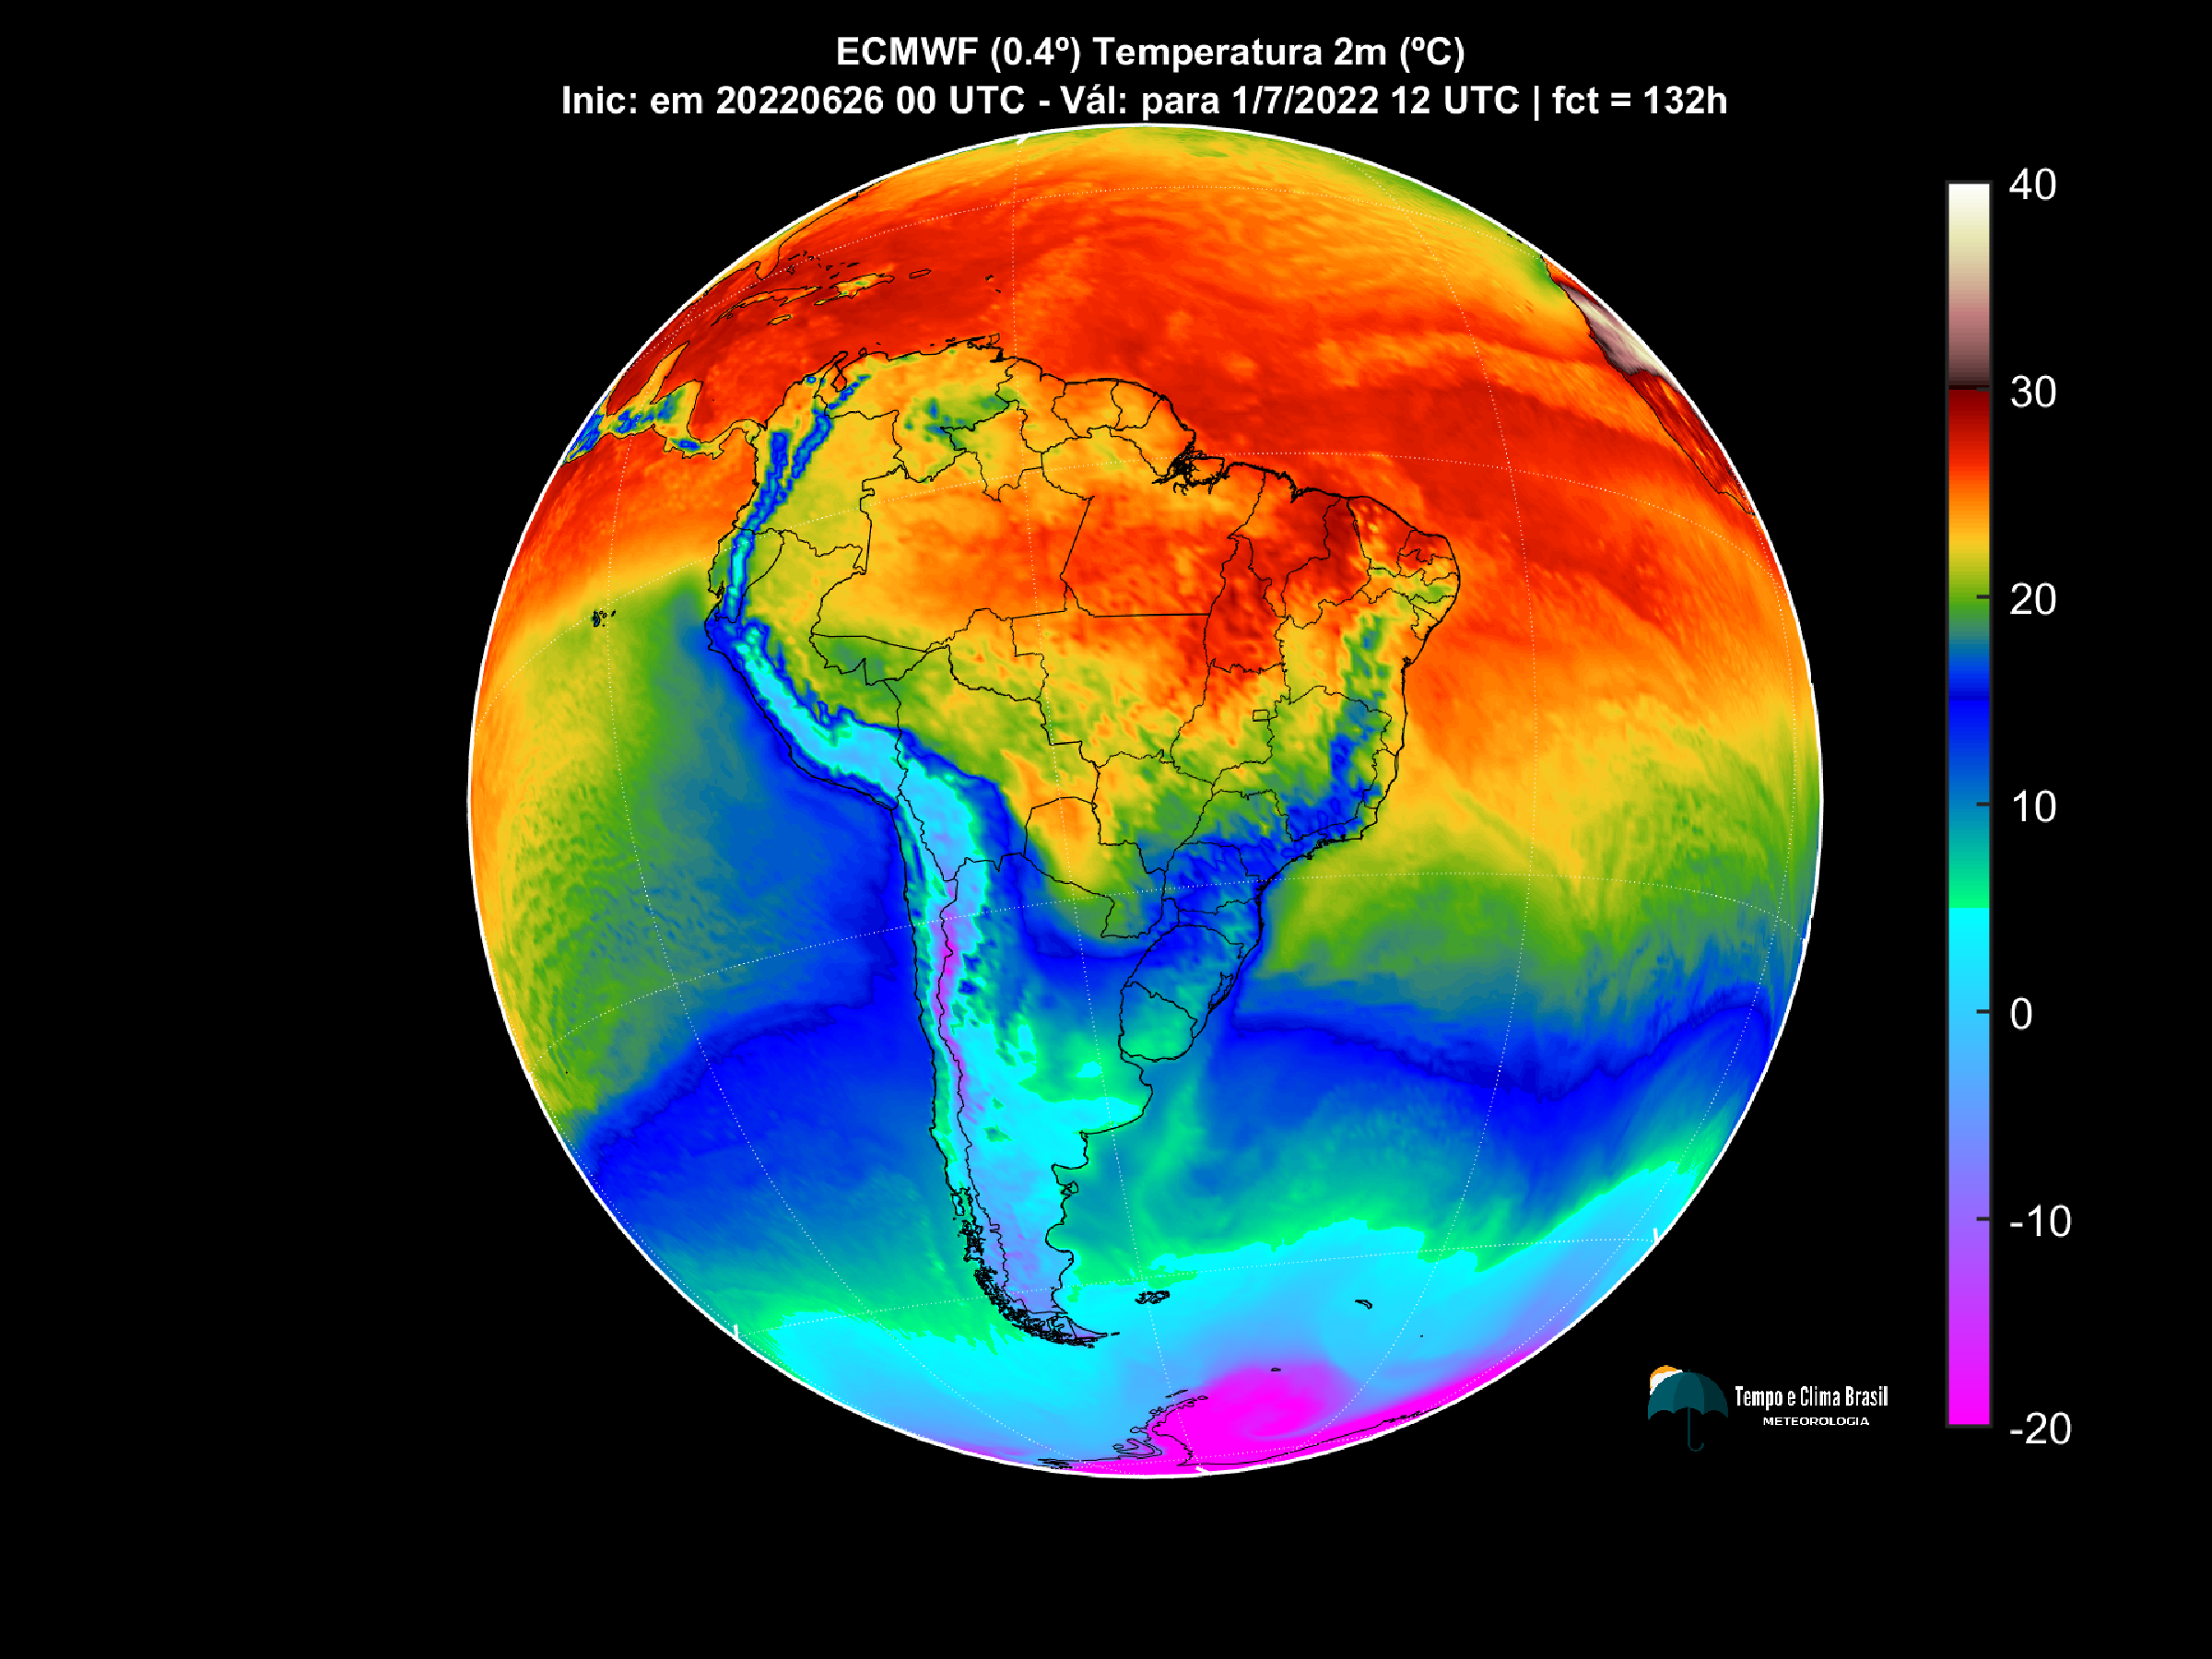 ECMWF (0.4º) Temperatura 2m (ºC)
Inic: em 20220626 00 UTC - Vál: para 1/7/2022 12 UTC | fct = 132h
40
30
20
10
0
-10
-20
Tempo e Clima Brasil
METEOROLOGIA